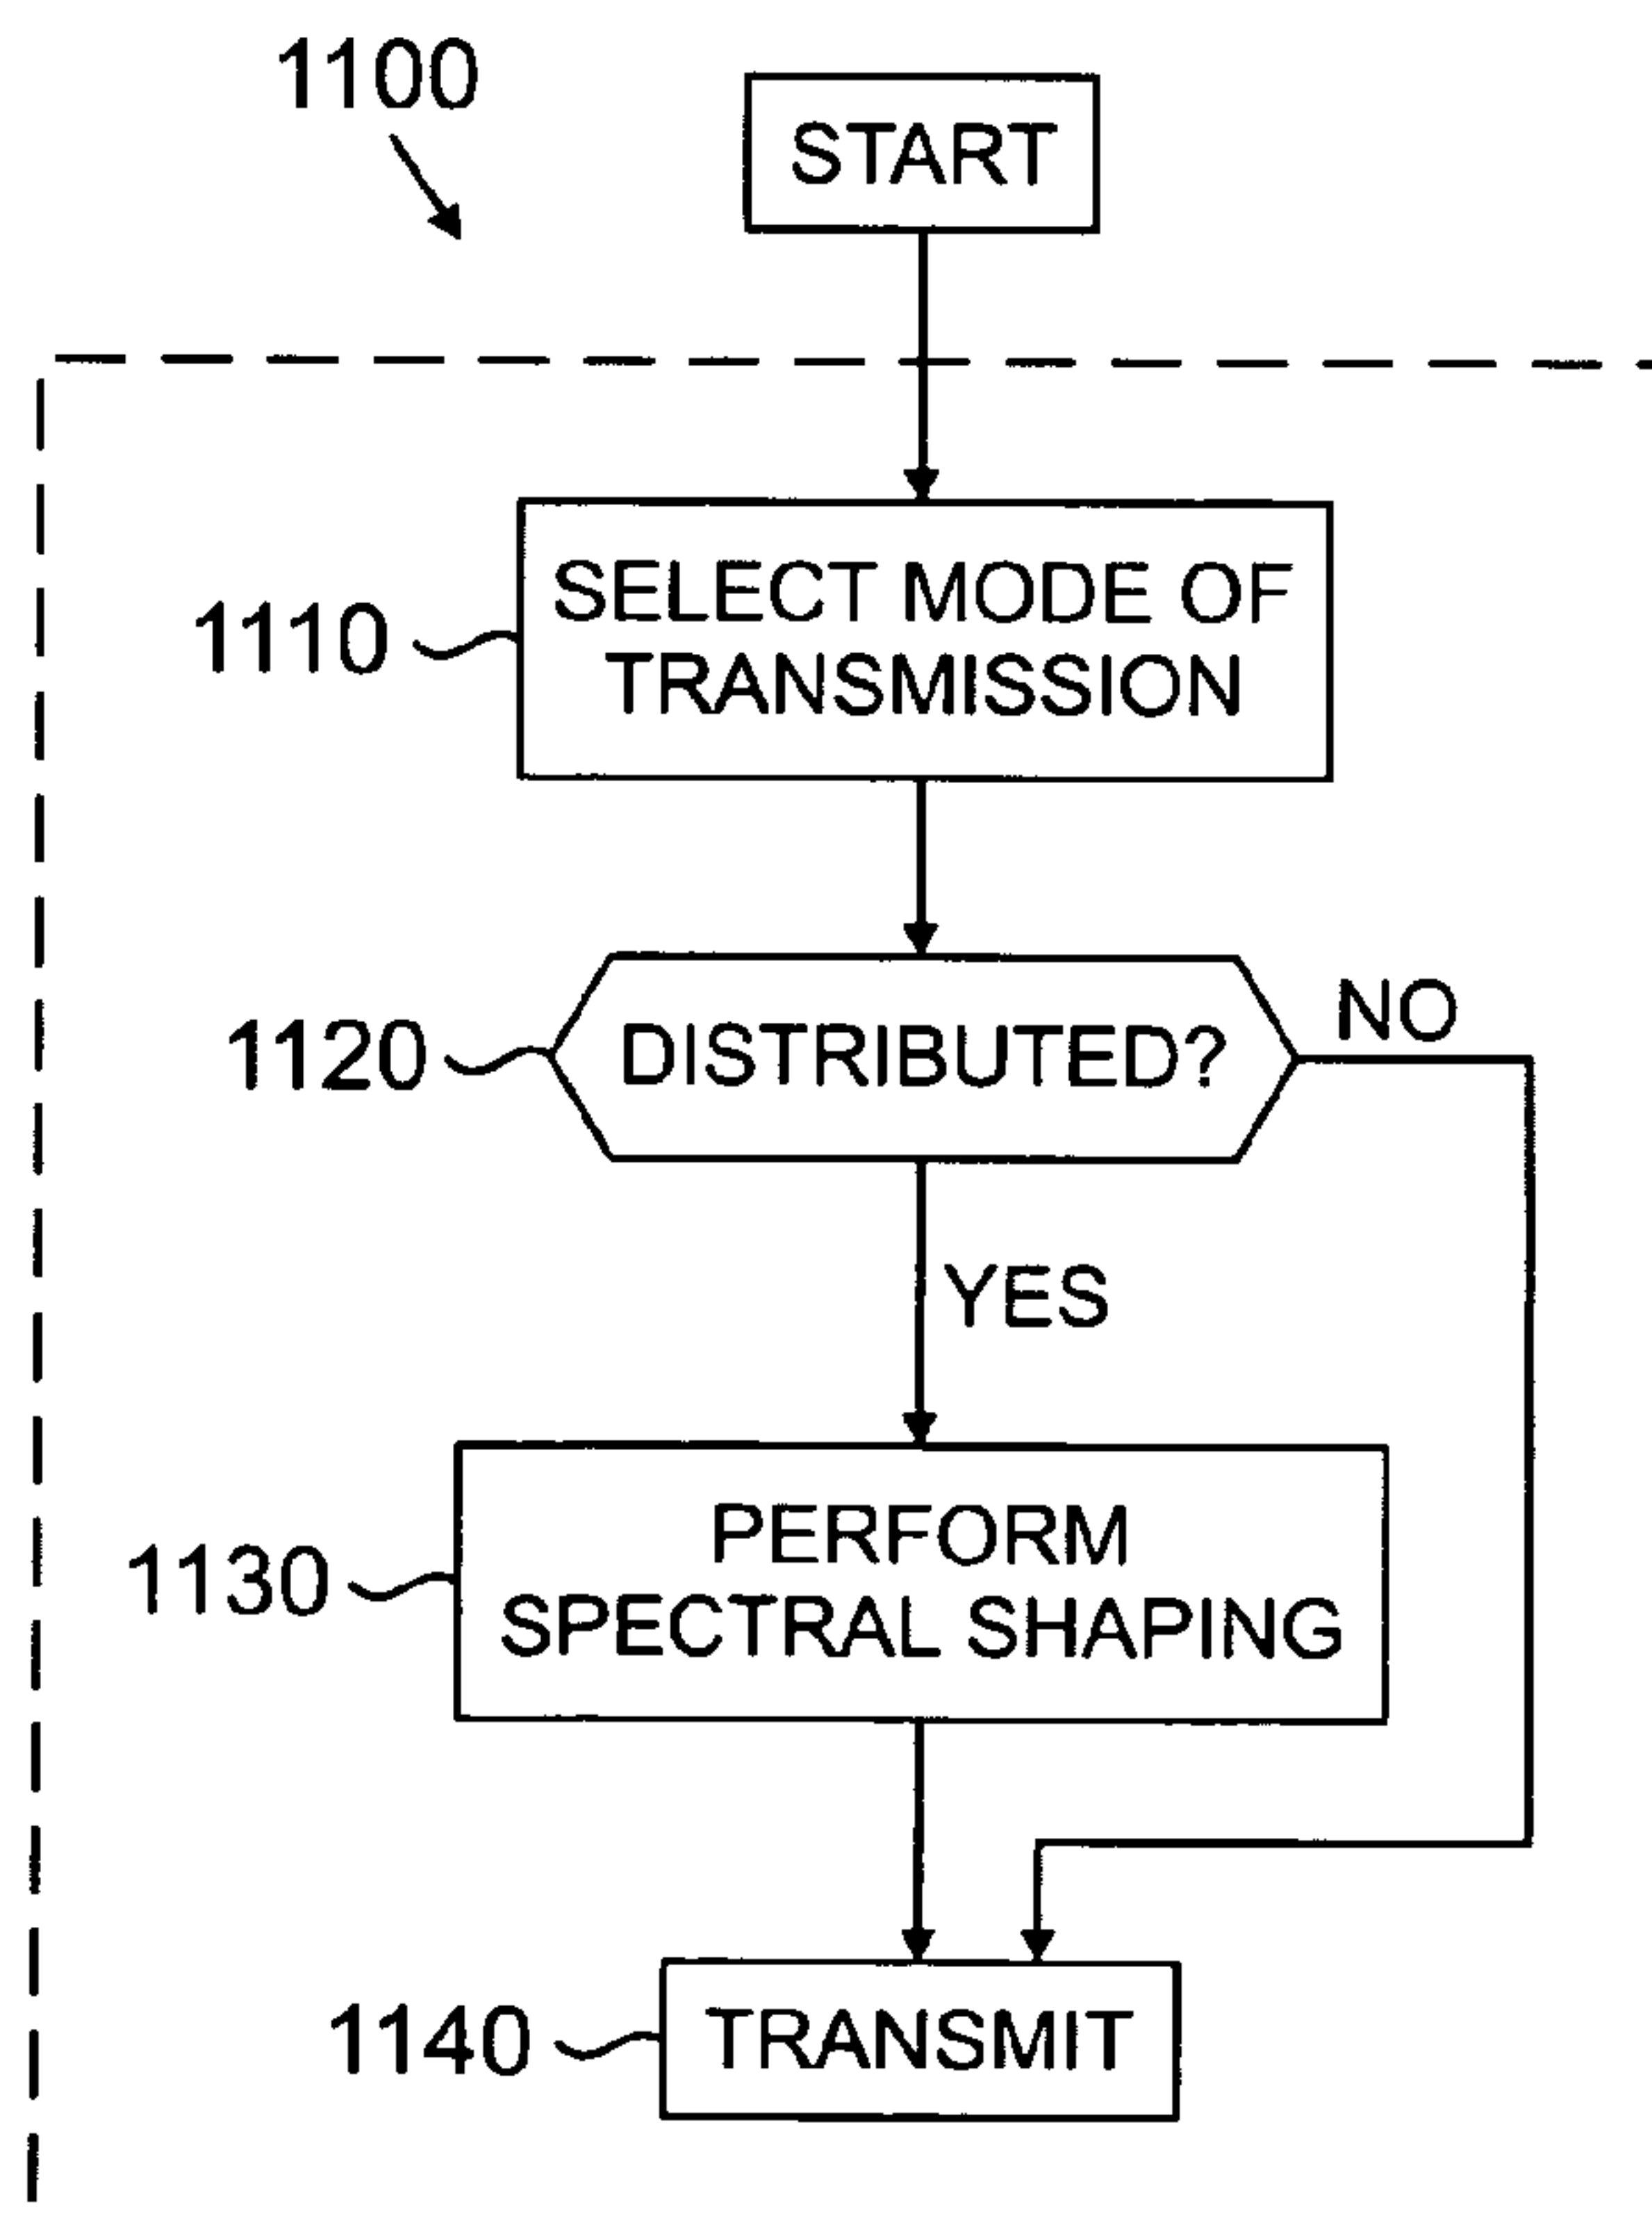 1100
START
1110
SELECT MODE OF
TRANSMISSION
1120
DISTRIBUTED?
NO
YES
1130
PERFORM
SPECTRAL SHAPING
1140
TRANSMIT